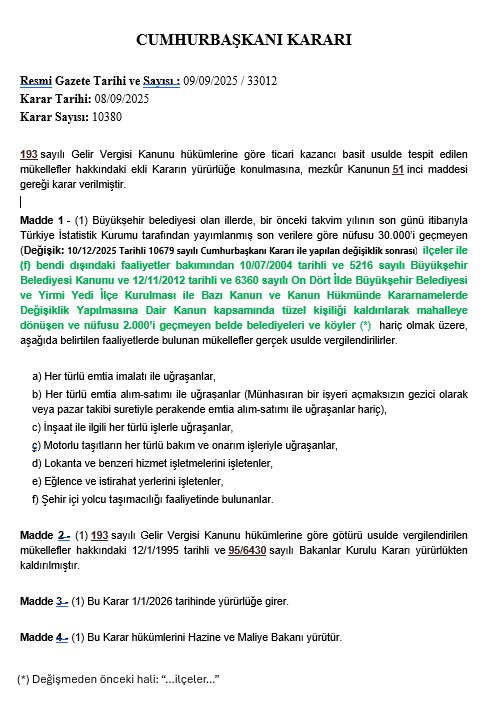 CUMHURBAŞKANI KARARI
Resmi Gazete Tarihi ve Sayısı : 09/09/2025 / 33012
Karar Tarihi: 08/09/2025
Karar Sayısı: 10380
193 sayılı Gelir Vergisi Kanunu hükümlerine göre ticari kazancı basit usulde tespit edilen
mükellefler hakkındaki ekli Kararın yürürlüğe konulmasına, mezkûr Kanunun 51 inci maddesi
gereği karar verilmiştir.
Madde 1 - (1) Büyükşehir belediyesi olan illerde, bir önceki takvim yılının son günü itibarıyla
Türkiye İstatistik Kurumu tarafından yayımlanmış son verilere göre nüfusu 30.000'i geçmeyen
(Değişik: 10/12/2025 Tarihli 10679 sayılı Cumhurbaşkanı Kararı ile yapılan değişiklik sonrası) ilçeler ile
(f) bendi dışındaki faaliyetler bakımından 10/07/2004 tarihli ve 5216 sayılı Büyükşehir
Belediyesi Kanunu ve 12/11/2012 tarihli ve 6360 sayılı On Dört İlde Büyükşehir Belediyesi
ve Yirmi Yedi İlçe Kurulması ile Bazı Kanun ve Kanun Hükmünde Kararnamelerde
Değişiklik Yapılmasına Dair Kanun kapsamında tüzel kişiliği kaldırılarak mahalleye
dönüşen ve nüfusu 2.000'i geçmeyen belde belediyeleri ve köyler (*) hariç olmak üzere,
aşağıda belirtilen faaliyetlerde bulunan mükellefler gerçek usulde vergilendirilirler.
a) Her türlü emtia imalatı ile uğraşanlar,
b) Her türlü emtia alım-satımı ile uğraşanlar (Münhasıran bir işyeri açmaksızın gezici olarak
veya pazar takibi suretiyle perakende emtia alım-satımı ile uğraşanlar hariç),
c) İnşaat ile ilgili her türlü işlerle uğraşanlar,
ç) Motorlu taşıtların her türlü bakım ve onarım işleriyle uğraşanlar,
d) Lokanta ve benzeri hizmet işletmelerini işletenler,
e) Eğlence ve istirahat yerlerini işletenler,
f) Şehir içi yolcu taşımacılığı faaliyetinde bulunanlar.
Madde 2 - (1) 193 sayılı Gelir Vergisi Kanunu hükümlerine göre götürü usulde vergilendirilen
mükellefler hakkındaki 12/1/1995 tarihli ve 95/6430 sayılı Bakanlar Kurulu Kararı yürürlükten
kaldırılmıştır.
Madde 3 - (1) Bu Karar 1/1/2026 tarihinde yürürlüğe girer.
Madde 4 - (1) Bu Karar hükümlerini Hazine ve Maliye Bakanı yürütür.
(*) Değişmeden önceki hali: “...ilçeler...”